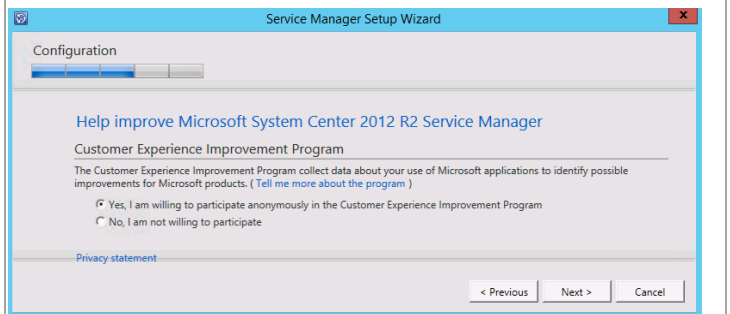 Service Manager Setup Wizard
x
Configuration
Help improve Microsoft System Center 2012 R2 Service Manager
Customer Experience Improvement Program
The Customer Experience Improvement Program collect data about your use of Microsoft applications to identify possible
improvements for Microsoft products. ( Tell me more about the program )
Yes, I am willing to participate anonymously in the Customer Experience Improvement Program
No, I am not willing to participate
Privacy statement
< Previous Next > Cancel